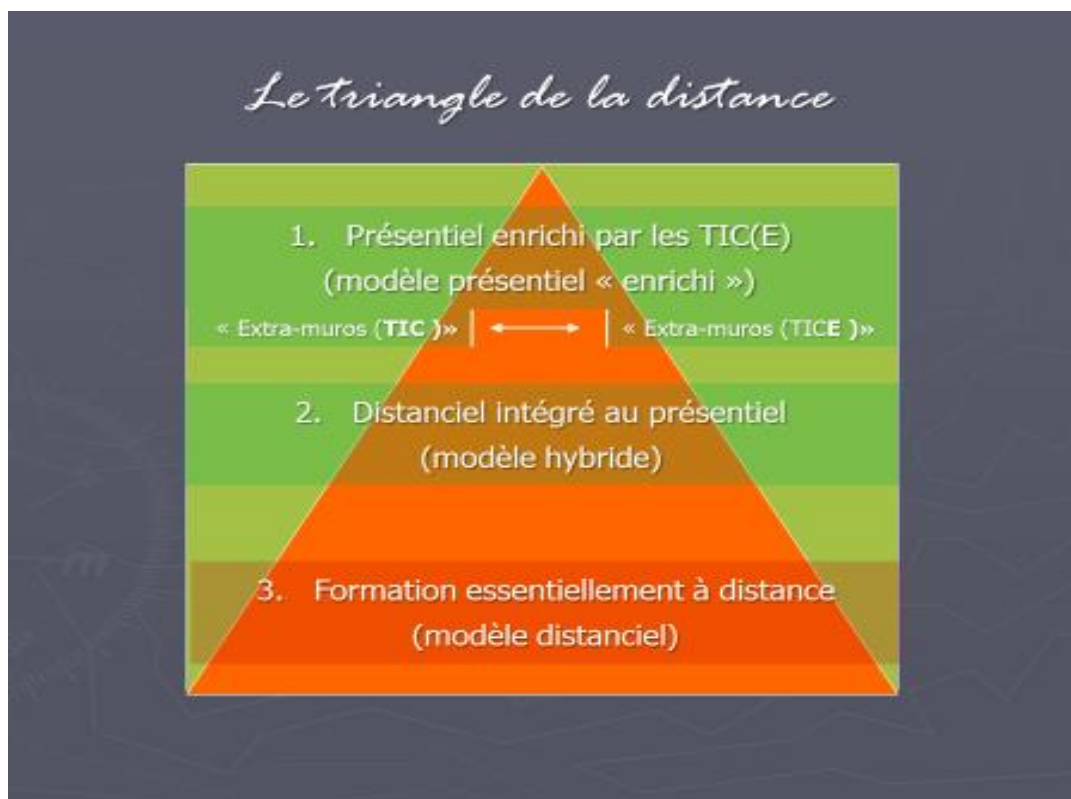 Le triangle de la distance
1. Présentiel enrichi par les TIC(E)
(modèle présentiel « enrichi »)
« Extra-muros (TIC )» « Extra-muros (TICE )»
2. Distanciel intégré au présentiel
(modèle hybride)
3. Formation essentiellement à distance
(modèle distanciel)